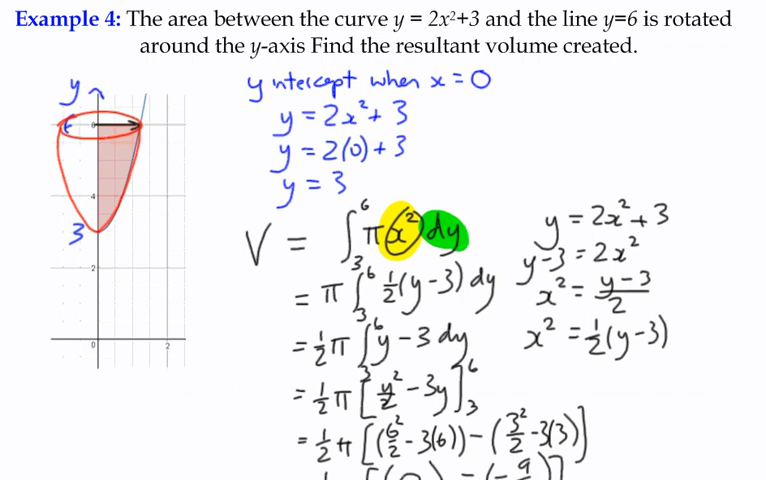 Example 4: The area between the curve y = 2x²+3 and the line y=6 is rotated
around the y-axis Find the resultant volume created.
y intercept when x = 0
y = 2x² + 3
y = 2(0) + 3
y = 3
y
6
4
3
2
0
0 2
V = ∫₃⁶ π x² dy
= π ∫₃⁶ ½(y − 3) dy
= ½π ∫₃⁶ y − 3 dy
= ½π [y²/2 − 3y]₃⁶
= ½π [(6²/2 − 3(6)) − (3²/2 − 3(3))]
[(0) − (−9
y = 2x² + 3
y − 3 = 2x²
x² = (y − 3)/2
x² = ½(y − 3)